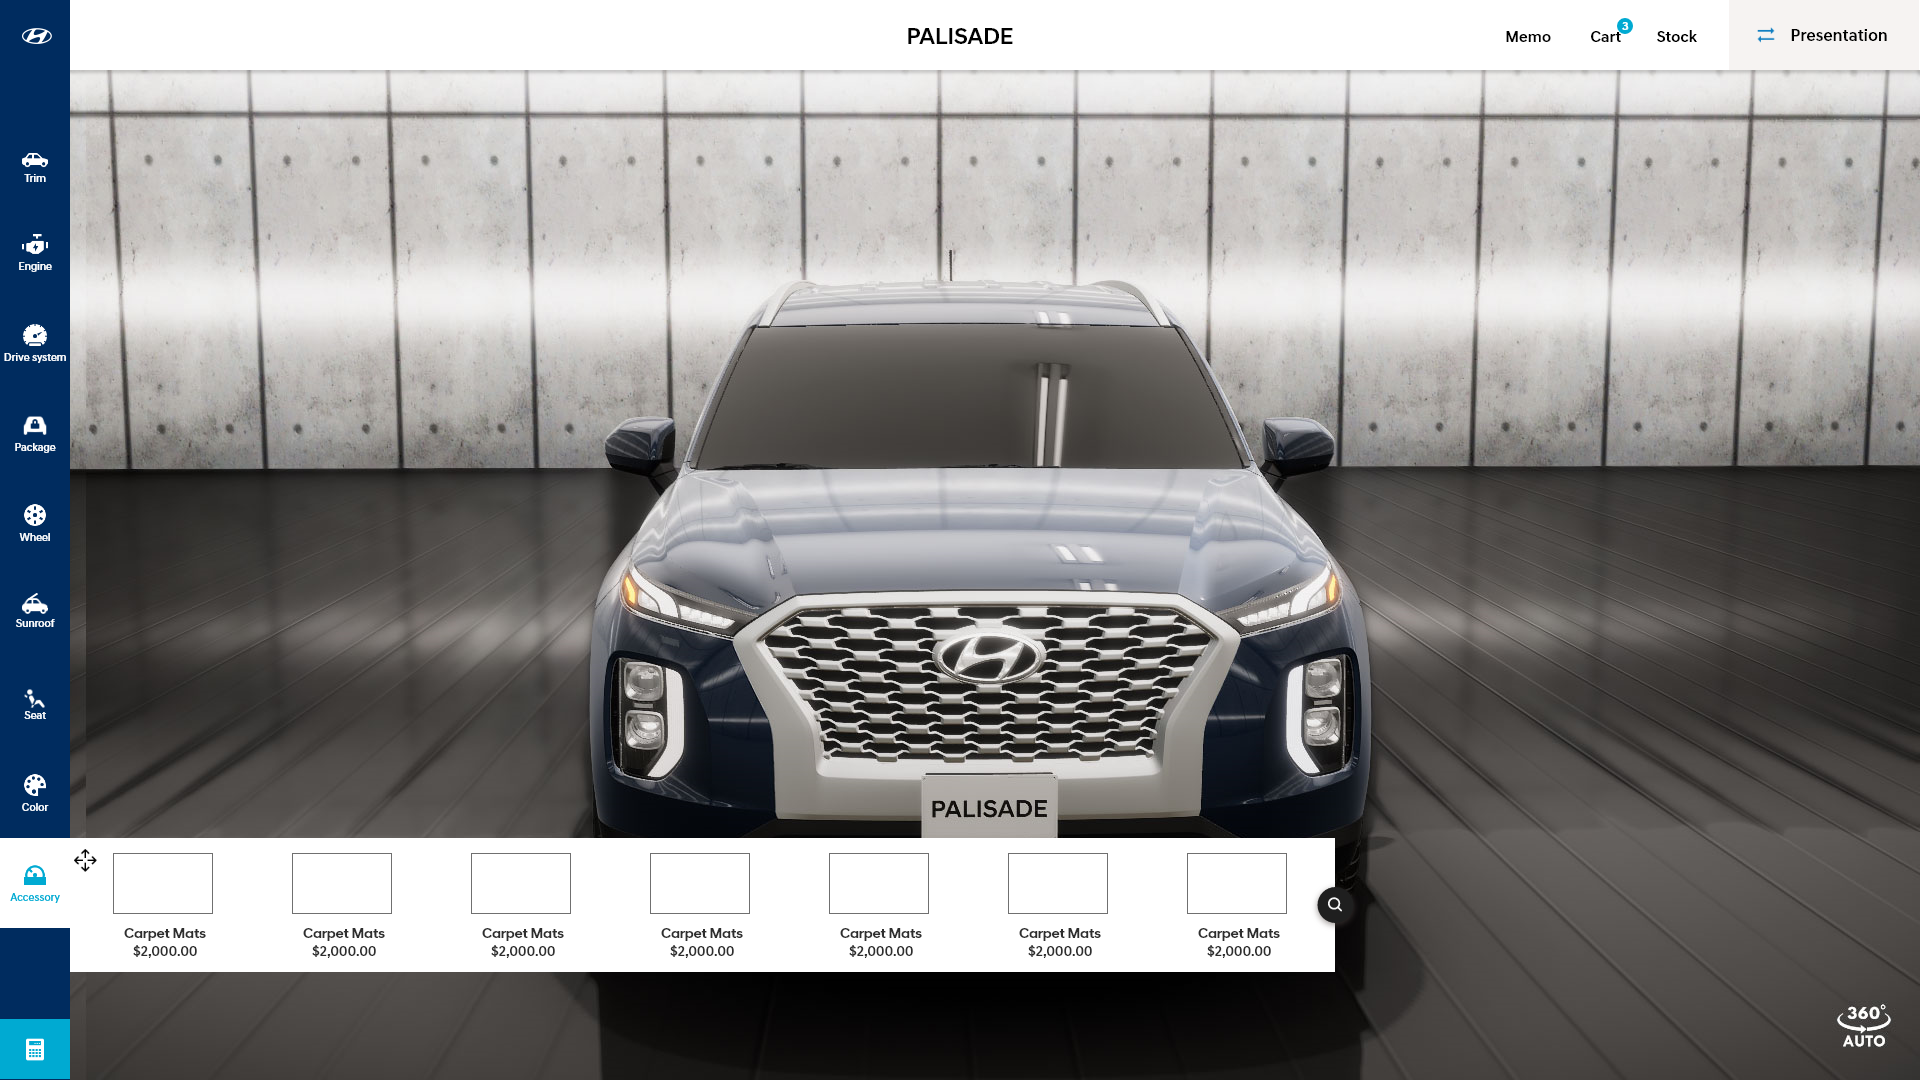 PALISADE
Memo
Cart
3
Stock
Presentation
Trim
Engine
Drive system
Package
Wheel
Sunroof
Seat
Color
Accessory
PALISADE
Carpet Mats
$2,000.00
Carpet Mats
$2,000.00
Carpet Mats
$2,000.00
Carpet Mats
$2,000.00
Carpet Mats
$2,000.00
Carpet Mats
$2,000.00
Carpet Mats
$2,000.00
360°
AUTO